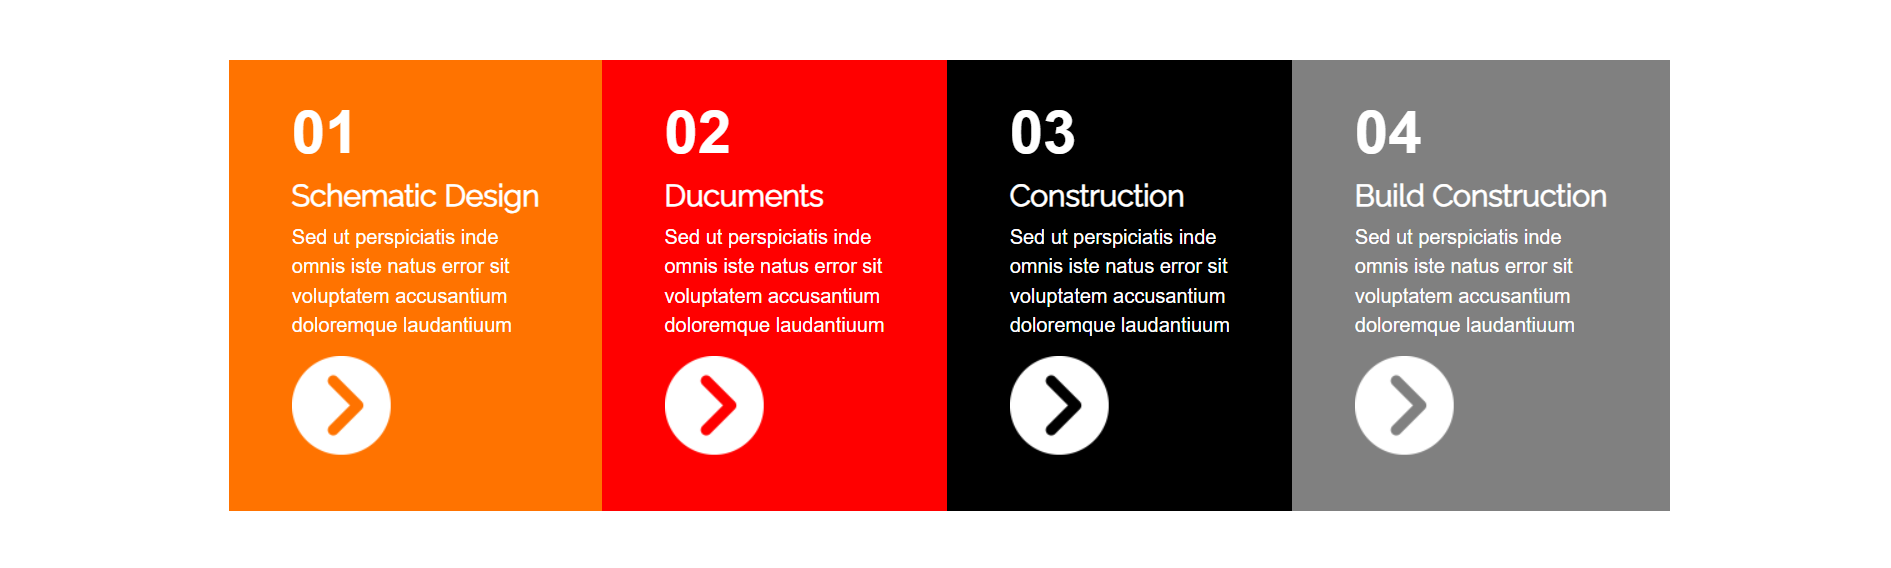 01
Schematic Design
Sed ut perspiciatis inde
omnis iste natus error sit
voluptatem accusantium
doloremque laudantiuum
02
Ducuments
Sed ut perspiciatis inde
omnis iste natus error sit
voluptatem accusantium
doloremque laudantiuum
03
Construction
Sed ut perspiciatis inde
omnis iste natus error sit
voluptatem accusantium
doloremque laudantiuum
04
Build Construction
Sed ut perspiciatis inde
omnis iste natus error sit
voluptatem accusantium
doloremque laudantiuum